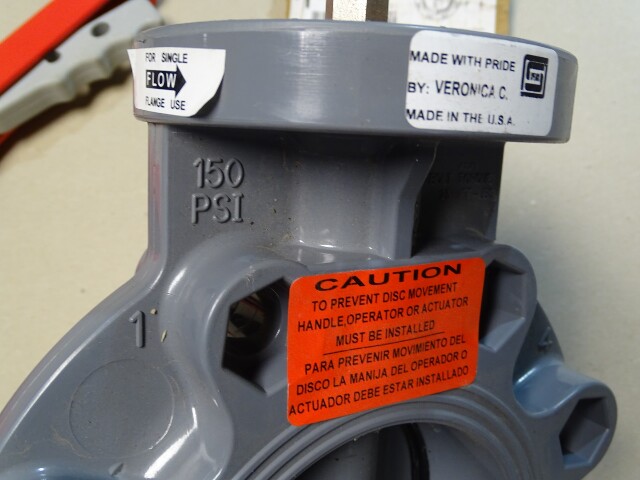 FOR SINGLE
FLOW
FLANGE USE
MADE WITH PRIDE
BY: VERONICA C.
MADE IN THE U.S.A.
150
PSI
1
CAUTION
TO PREVENT DISC MOVEMENT
HANDLE,OPERATOR OR ACTUATOR
MUST BE INSTALLED
PARA PREVENIR MOVIMIENTO DEL
DISCO LA MANIJA DEL OPERADOR O
ACTUADOR DEBE ESTAR INSTALLADO